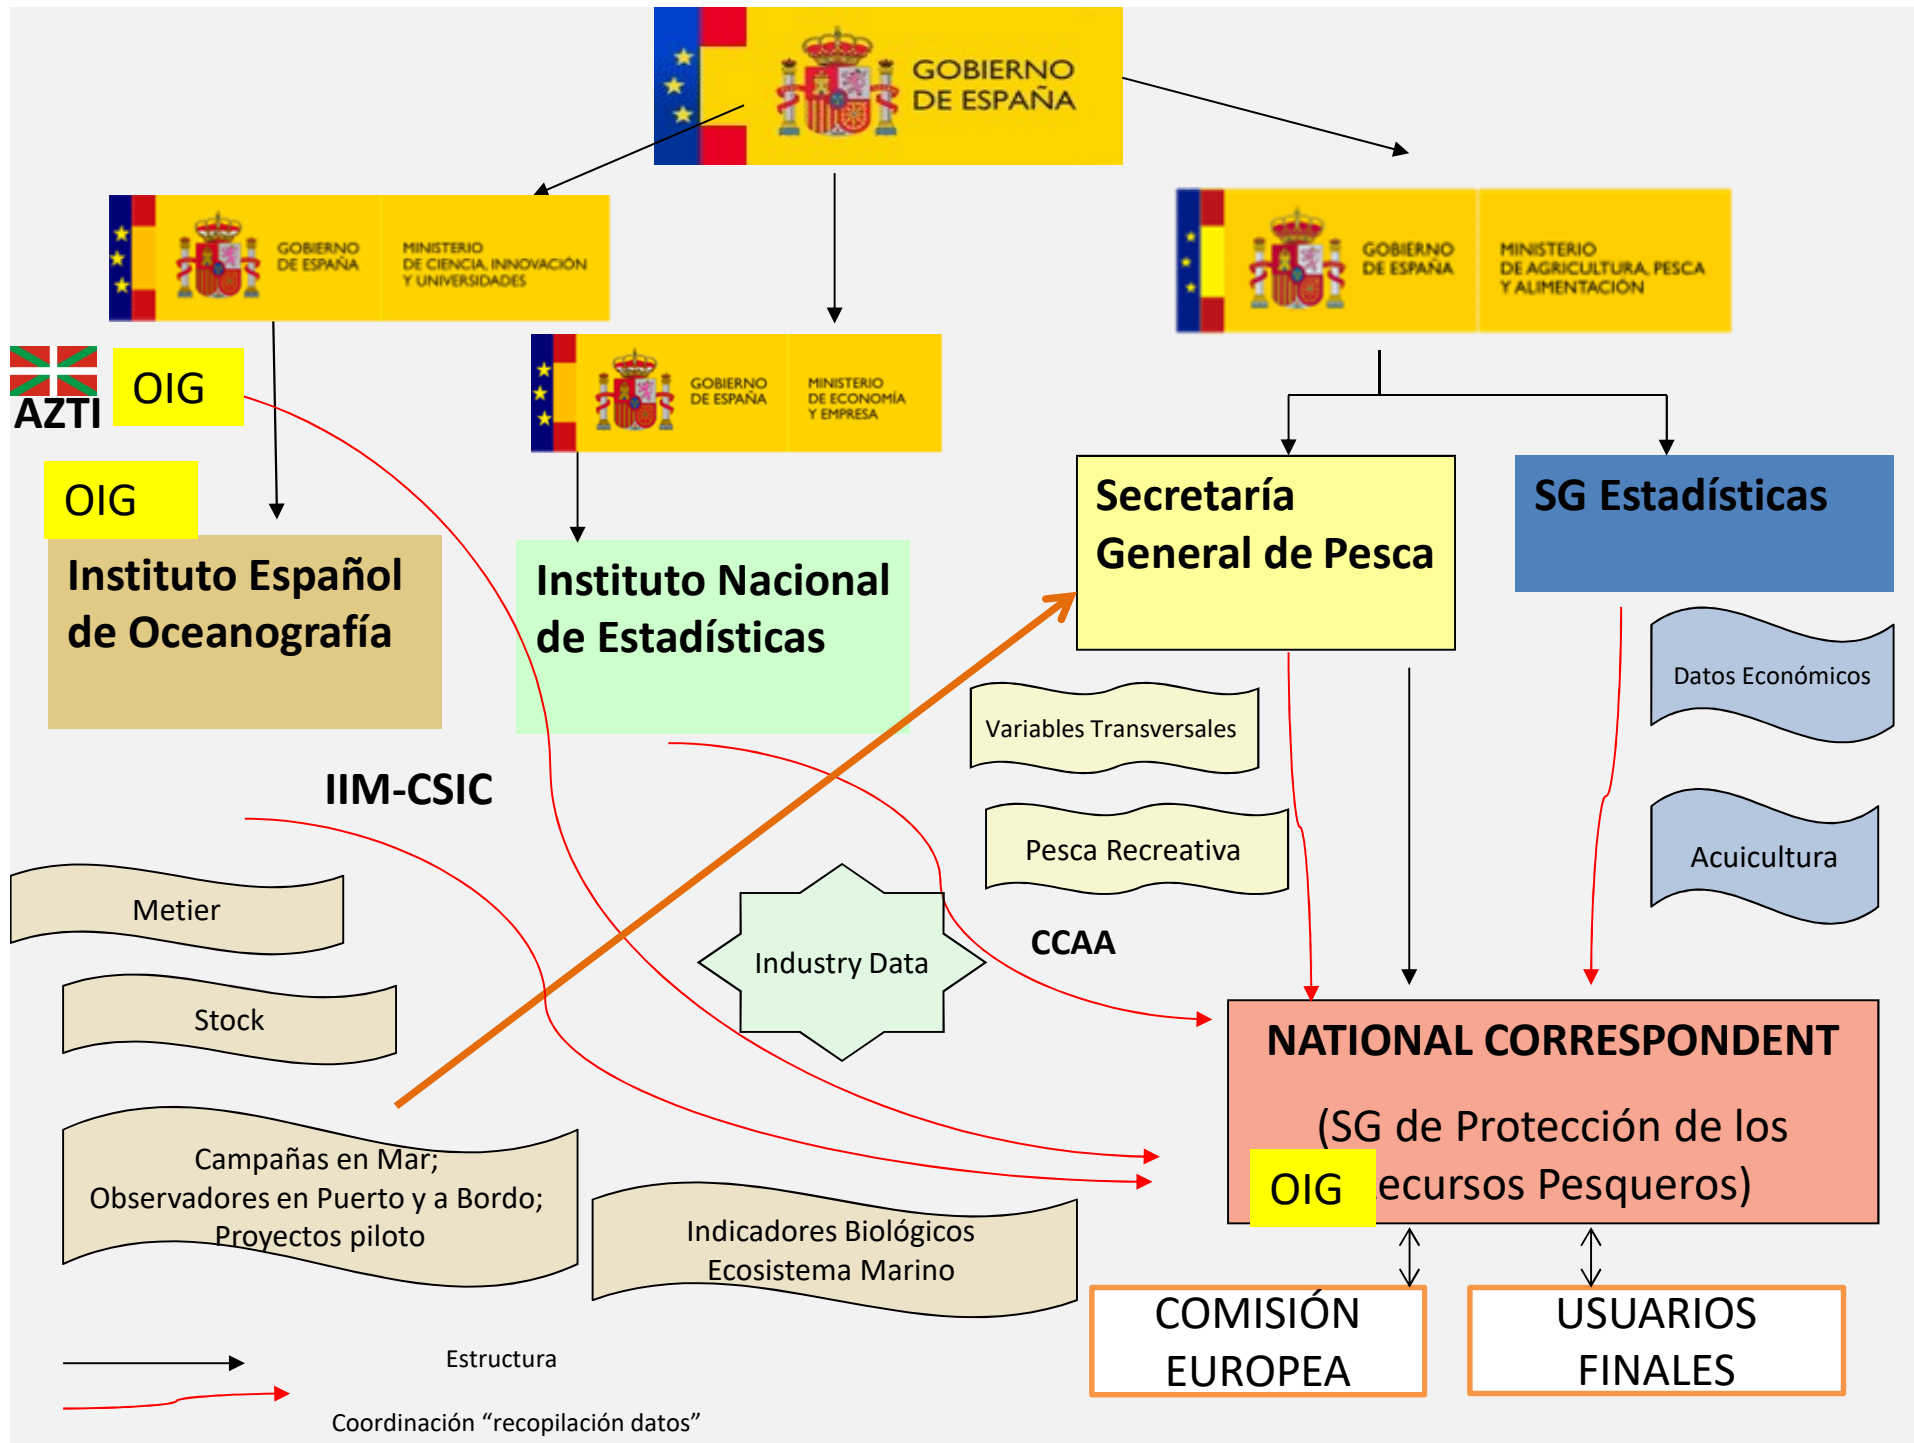 GOBIERNO
DE ESPAÑA
GOBIERNO
DE ESPAÑA
MINISTERIO
DE CIENCIA, INNOVACIÓN
Y UNIVERSIDADES
GOBIERNO
DE ESPAÑA
MINISTERIO
DE AGRICULTURA, PESCA
Y ALIMENTACIÓN
AZTI
OIG
GOBIERNO
DE ESPAÑA
MINISTERIO
DE ECONOMÍA
Y EMPRESA
OIG
Instituto Español
de Oceanografía
Instituto Nacional
de Estadísticas
Secretaría
General de Pesca
SG Estadísticas
Datos Económicos
Variables Transversales
IIM-CSIC
Pesca Recreativa
Acuicultura
Metier
Industry Data
CCAA
Stock
NATIONAL CORRESPONDENT
(SG de Protección de los
ecursos Pesqueros)
OIG
Campañas en Mar;
Observadores en Puerto y a Bordo;
Proyectos piloto
Indicadores Biológicos
Ecosistema Marino
COMISIÓN
EUROPEA
USUARIOS
FINALES
Estructura
Coordinación “recopilación datos”